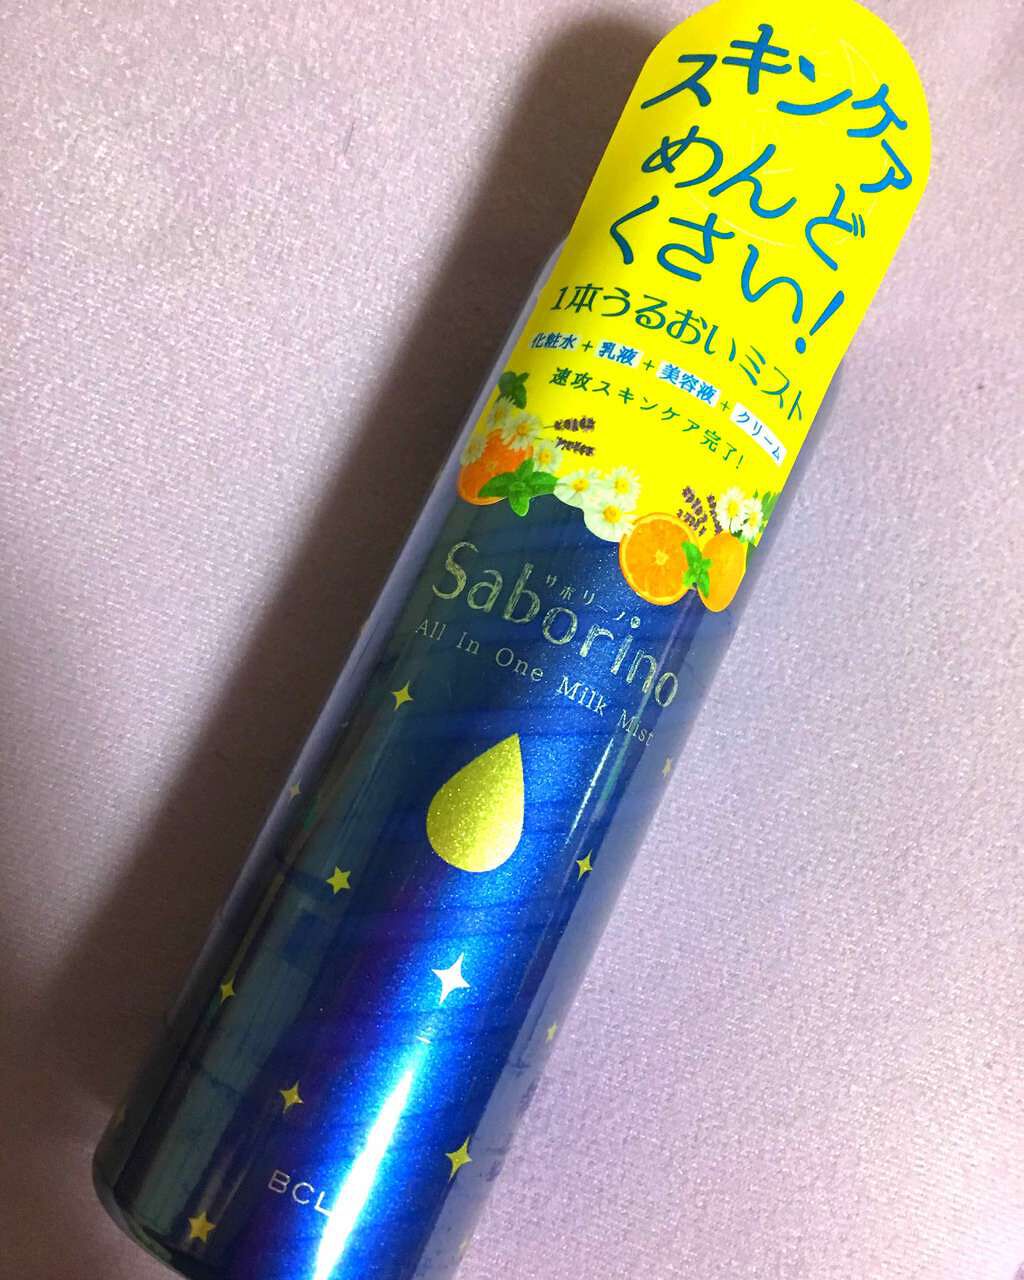 スキンケア
めんど
くさい!
1本うるおいミスト
化粧水+乳液+美容液+クリーム
速攻スキンケア完了!
サボリーノ
Saborino
All In One Milk Mist
BCL